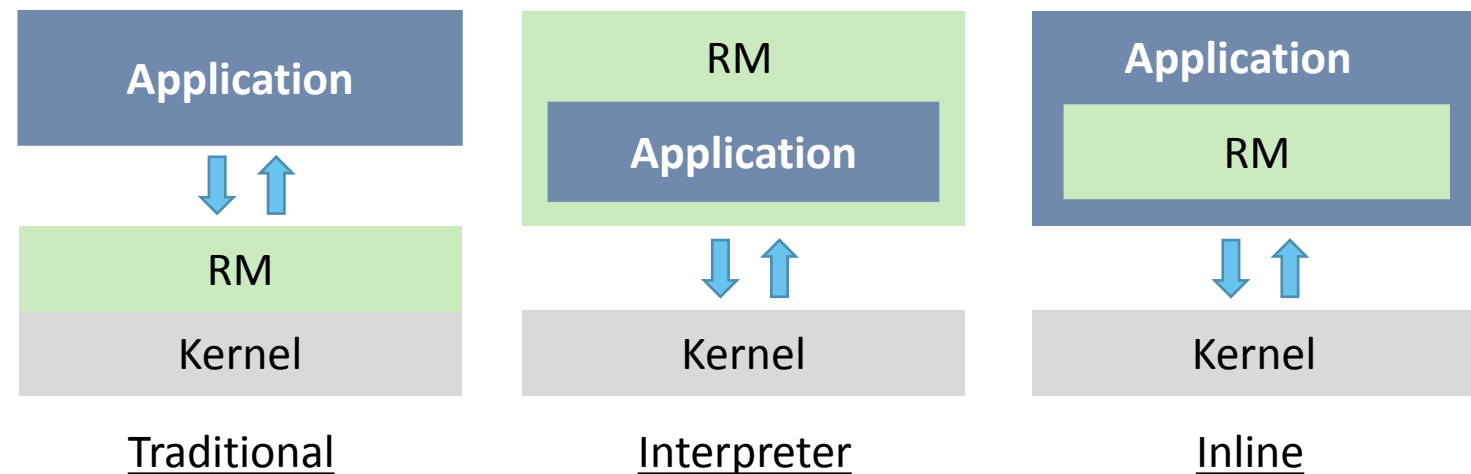 Application
RM
Kernel
Traditional
RM
Application
Kernel
Interpreter
Application
RM
Kernel
Inline